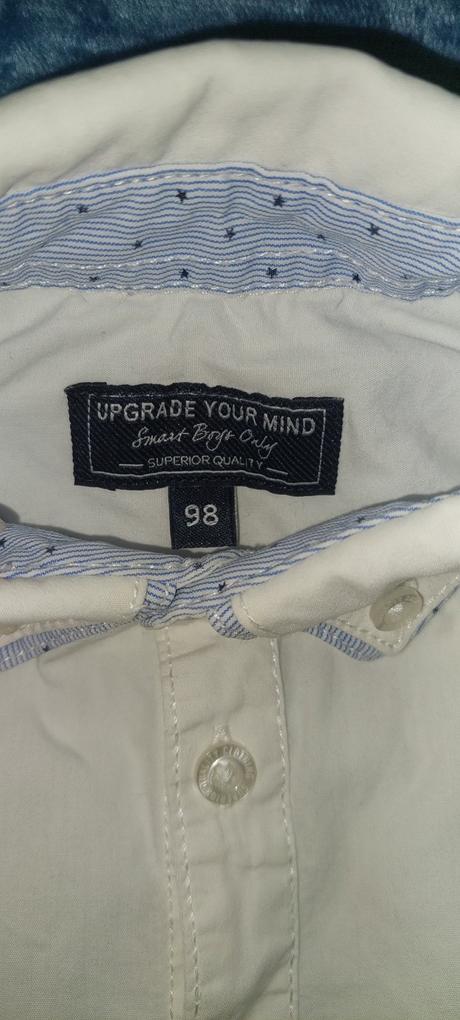 UPGRADE YOUR MIND
Smart Boys Only
SUPERIOR QUALITY
98